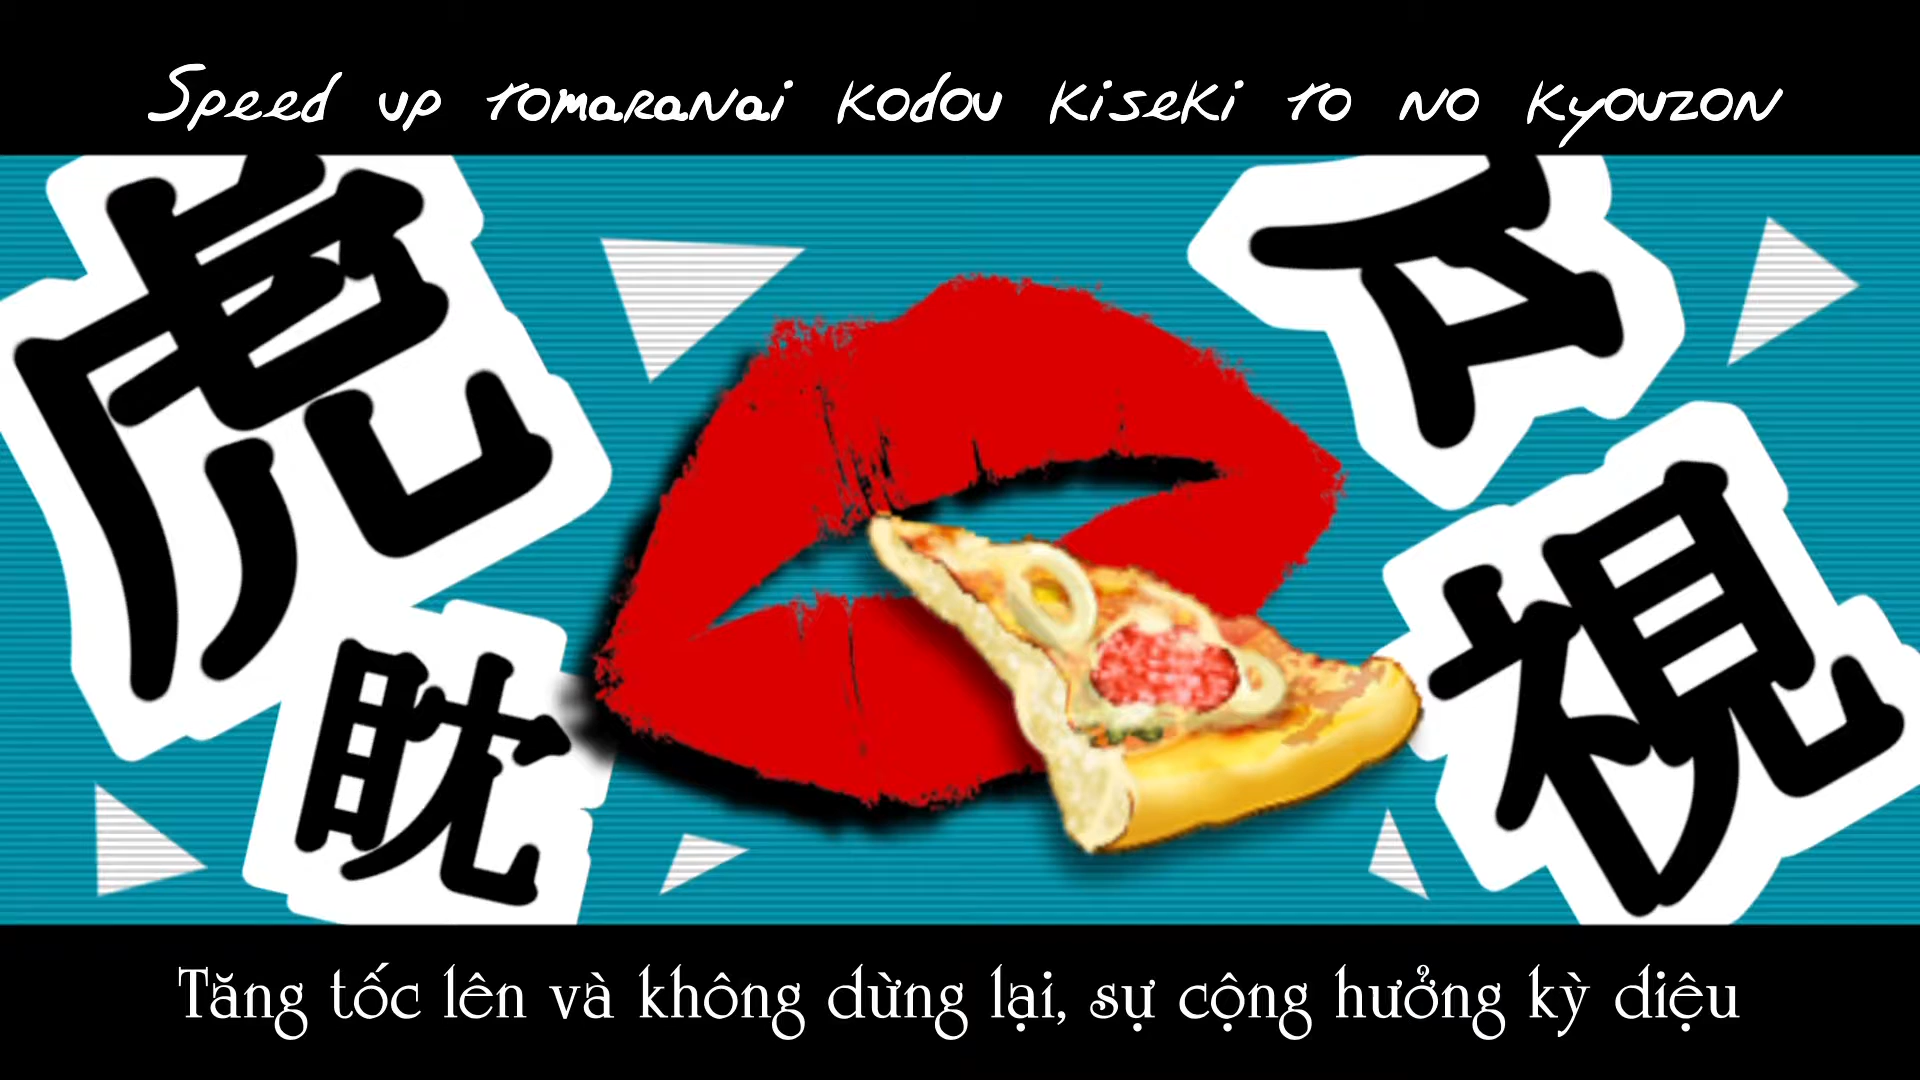 Speed up tomaranai kodou kiseki to no kyouzon
虎
視
眈
Tăng tốc lên và không dừng lại, sự cộng hưởng kỳ diệu